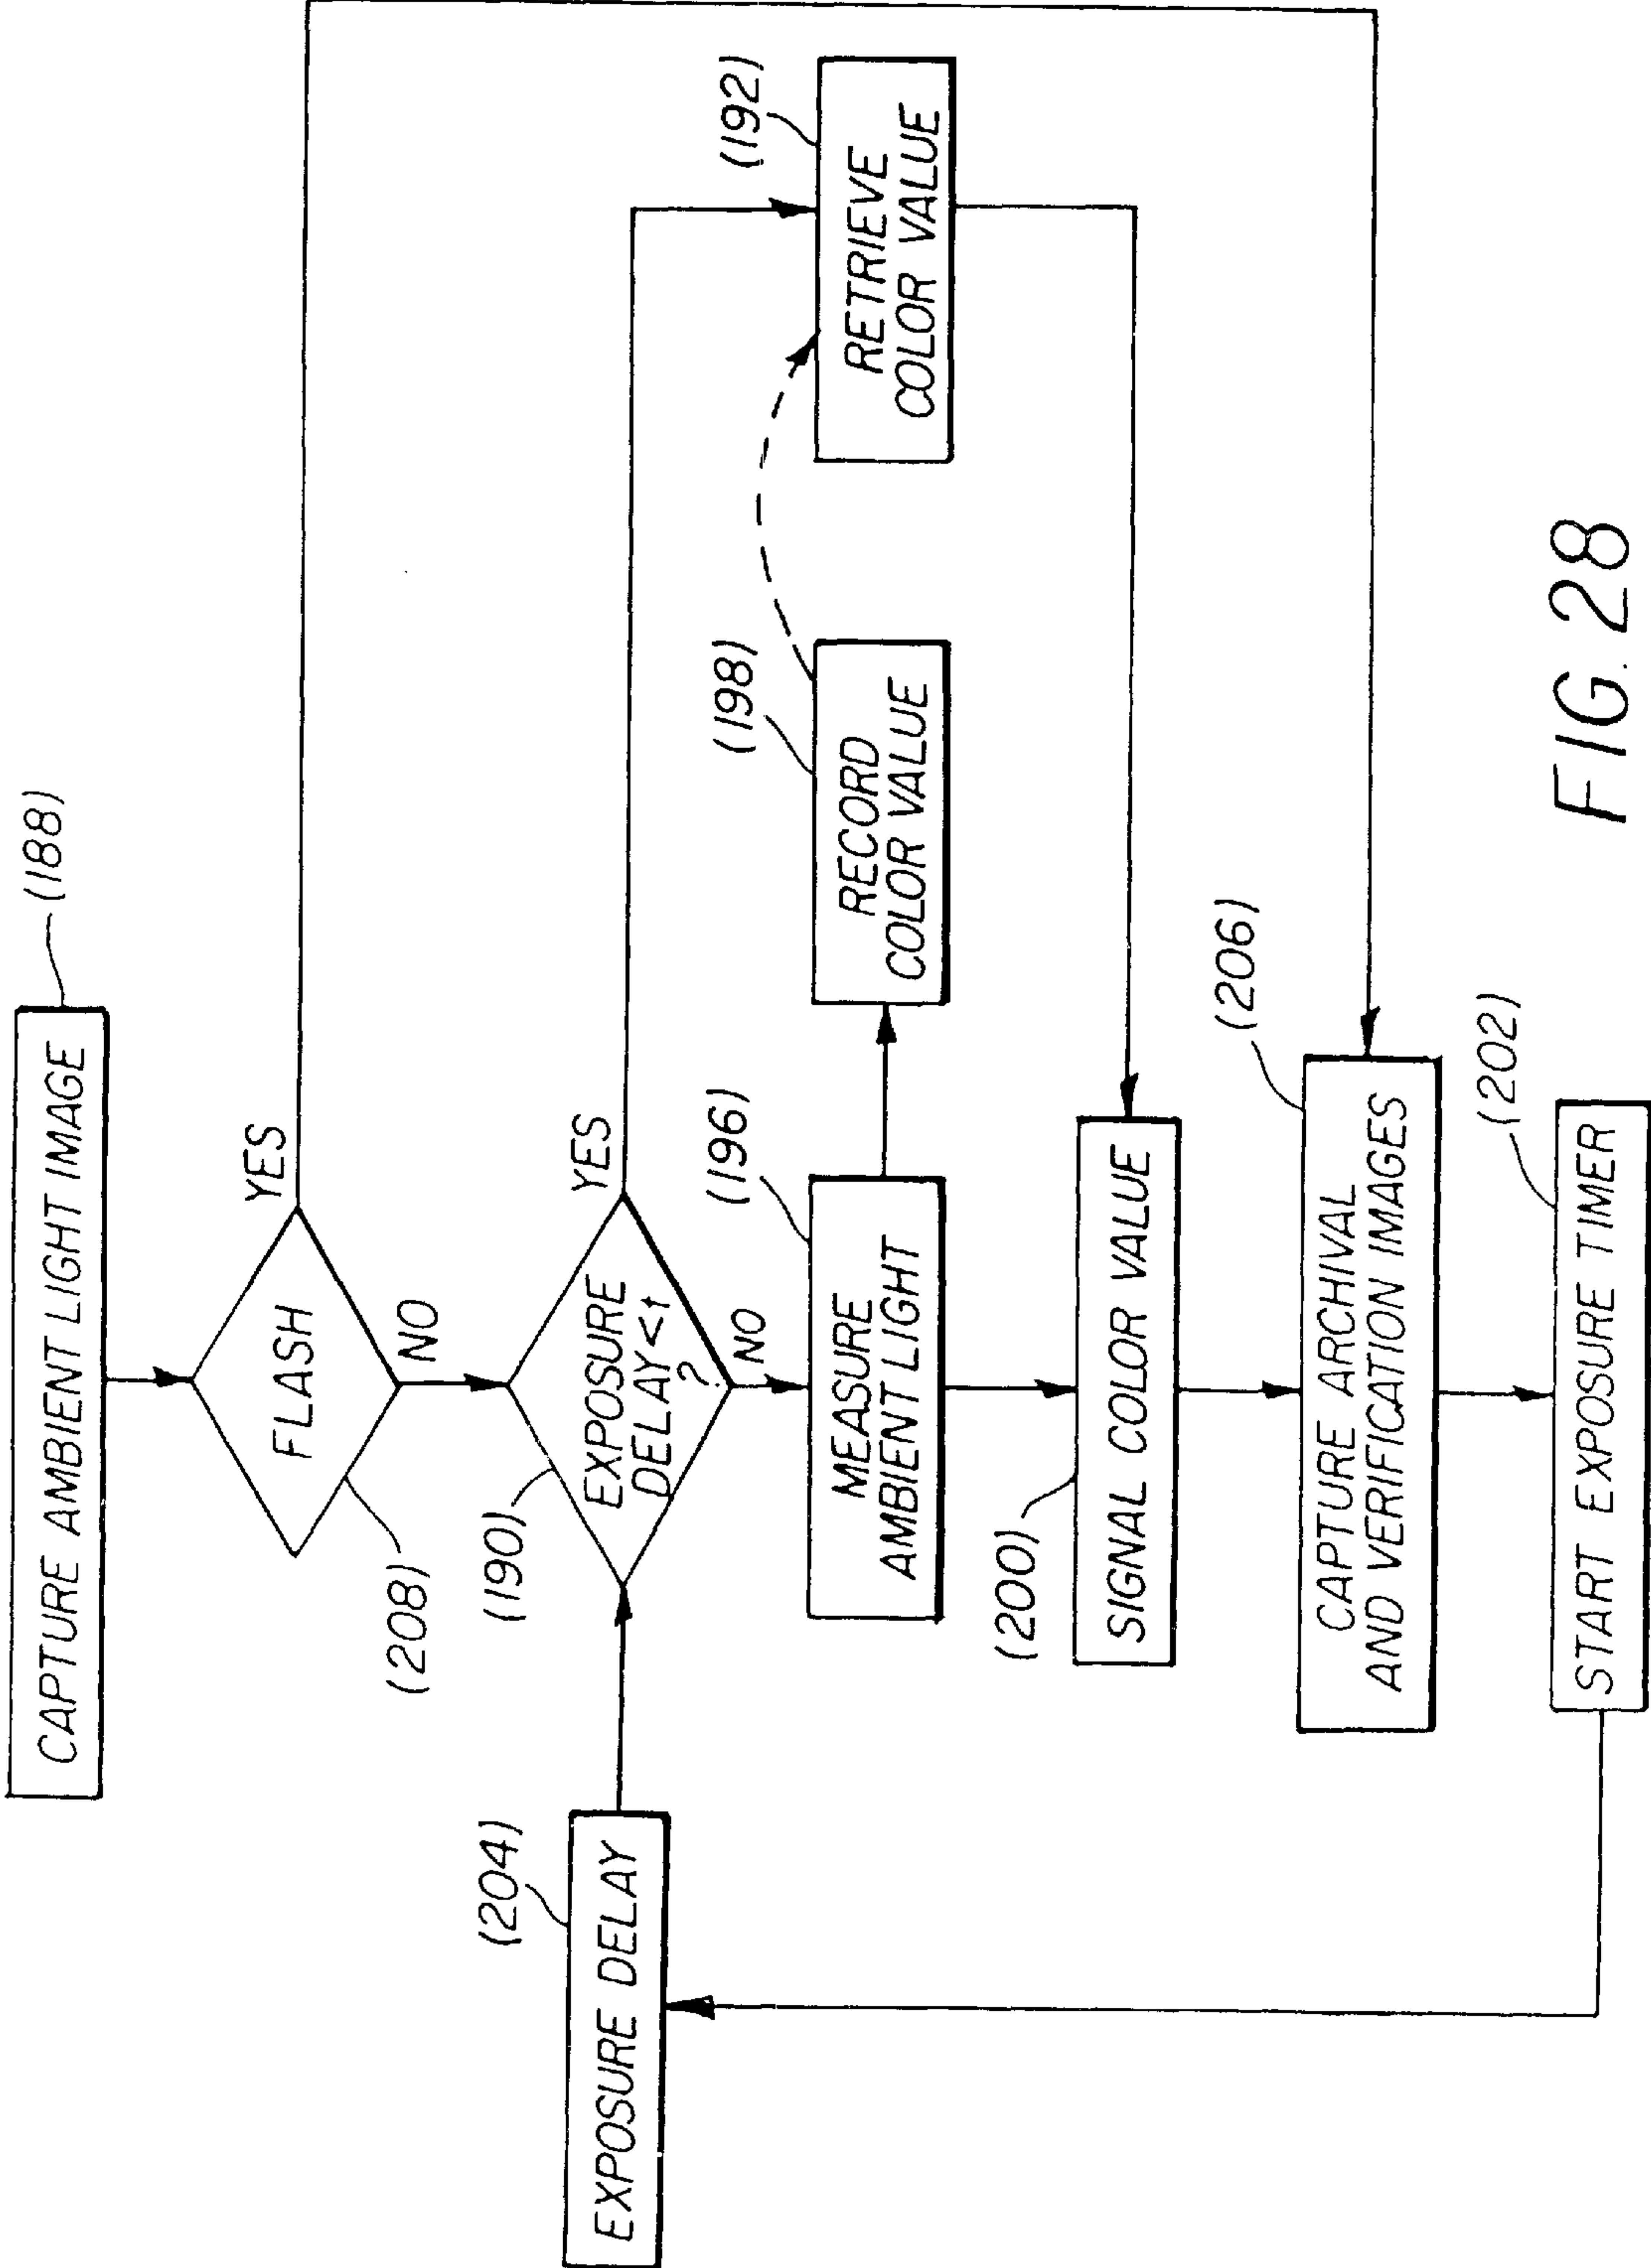 CAPTURE AMBIENT LIGHT IMAGE
(188)
FLASH
YES
NO
(208)
(204)
EXPOSURE DELAY
(190)
EXPOSURE
DELAY<t
?
YES
NO
(196)
MEASURE
AMBIENT LIGHT
(198)
RECORD
COLOR VALUE
(192)
RETRIEVE
COLOR VALUE
(200)
SIGNAL COLOR VALUE
(206)
CAPTURE ARCHIVAL
AND VERIFICATION IMAGES
(202)
START EXPOSURE TIMER
FIG. 28